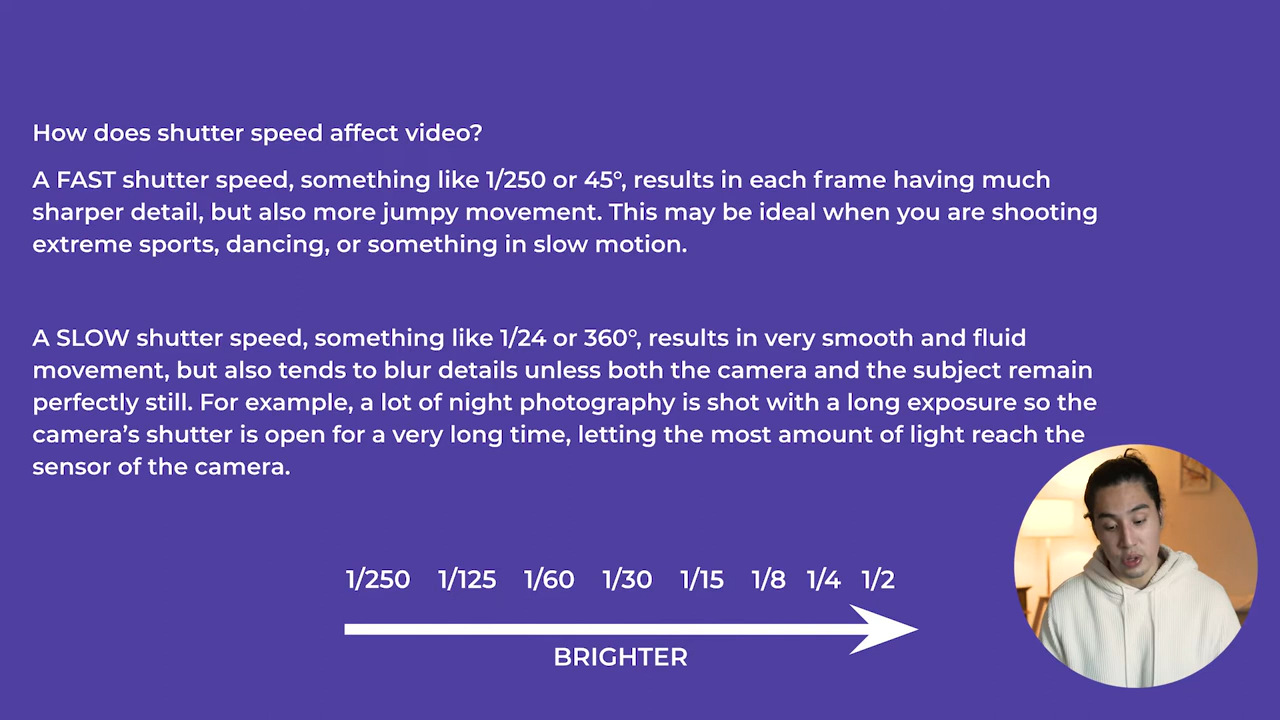 How does shutter speed affect video?
A FAST shutter speed, something like 1/250 or 45°, results in each frame having much
sharper detail, but also more jumpy movement. This may be ideal when you are shooting
extreme sports, dancing, or something in slow motion.
A SLOW shutter speed, something like 1/24 or 360°, results in very smooth and fluid
movement, but also tends to blur details unless both the camera and the subject remain
perfectly still. For example, a lot of night photography is shot with a long exposure so the
camera’s shutter is open for a very long time, letting the most amount of light reach the
sensor of the camera.
1/250 1/125 1/60 1/30 1/15 1/8 1/4 1/2
BRIGHTER